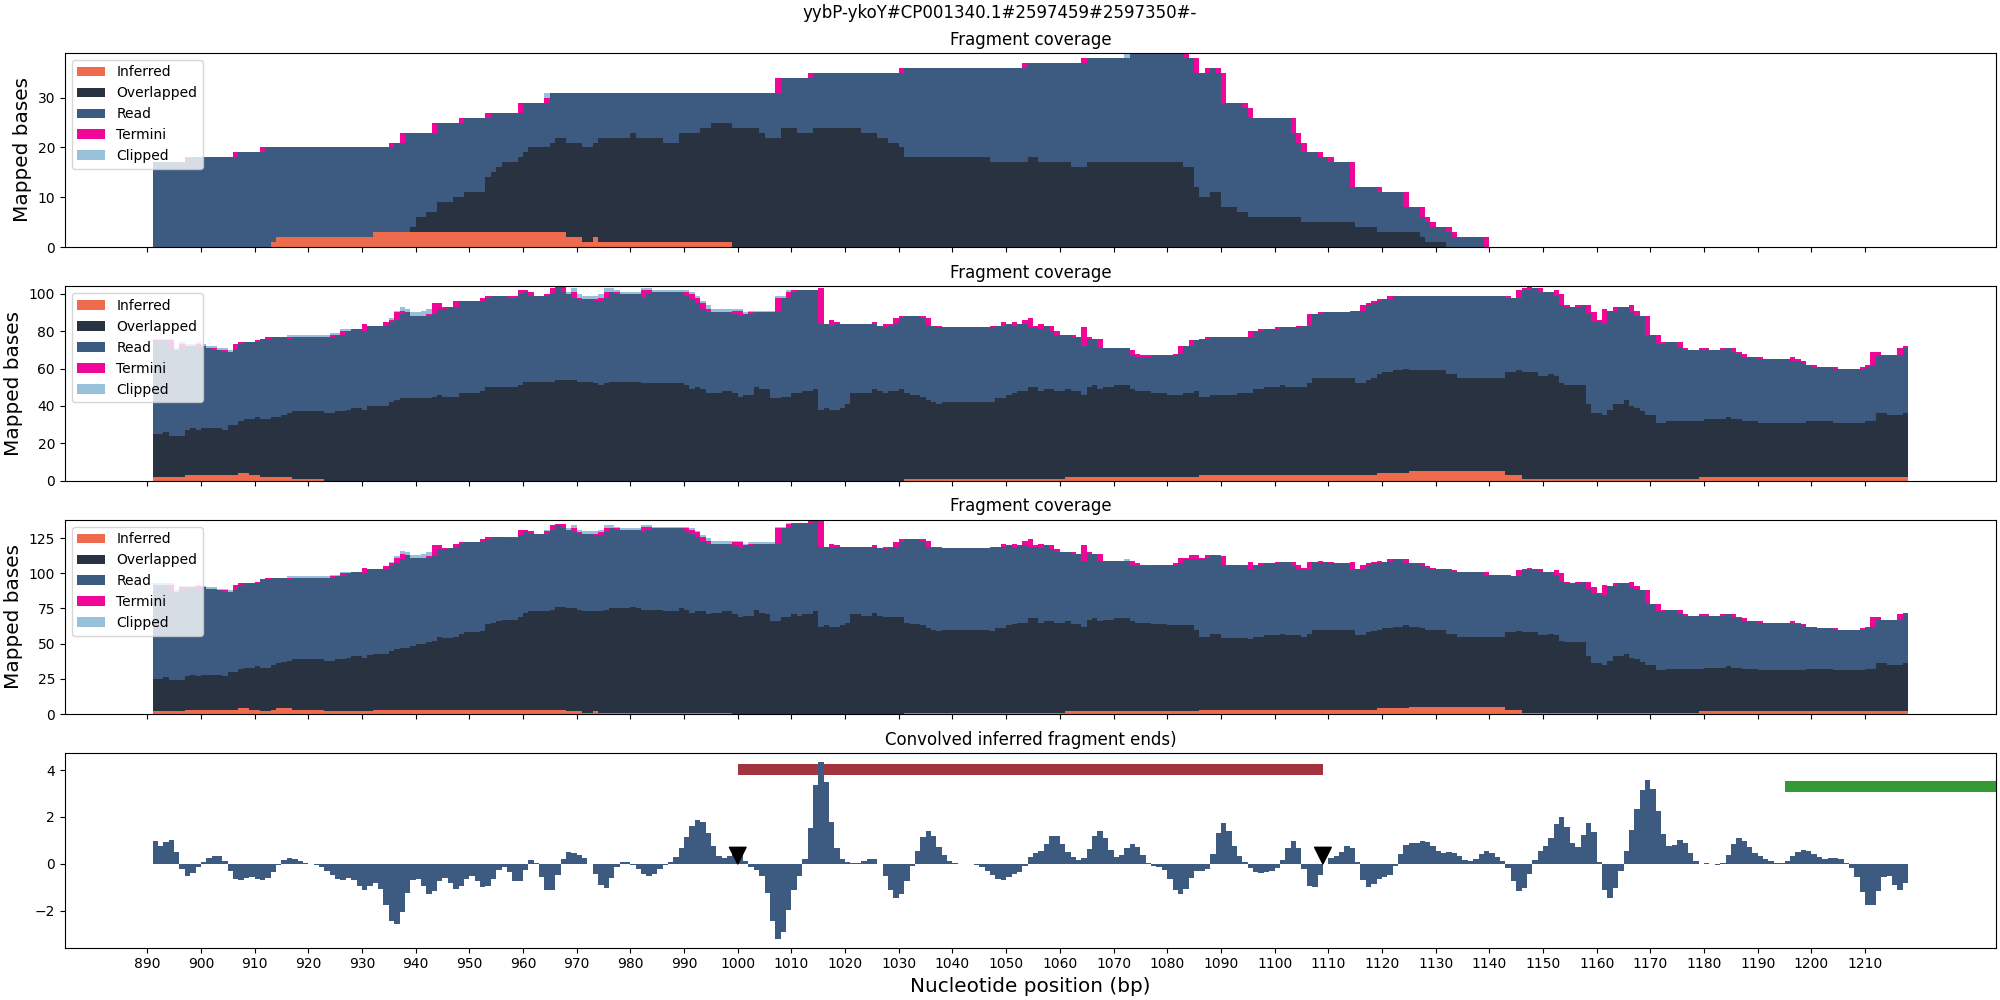 yybP-ykoY#CP001340.1#2597459#2597350#-
Fragment coverage
Mapped bases
30
20
10
0
Inferred
Overlapped
Read
Termini
Clipped
Fragment coverage
Mapped bases
100
80
60
40
20
0
Inferred
Overlapped
Read
Termini
Clipped
Fragment coverage
Mapped bases
125
100
75
50
25
0
Inferred
Overlapped
Read
Termini
Clipped
Convolved inferred fragment ends)
4
2
0
−2
890 900 910 920 930 940 950 960 970 980 990 1000 1010 1020 1030 1040 1050 1060 1070 1080 1090 1100 1110 1120 1130 1140 1150 1160 1170 1180 1190 1200 1210
Nucleotide position (bp)